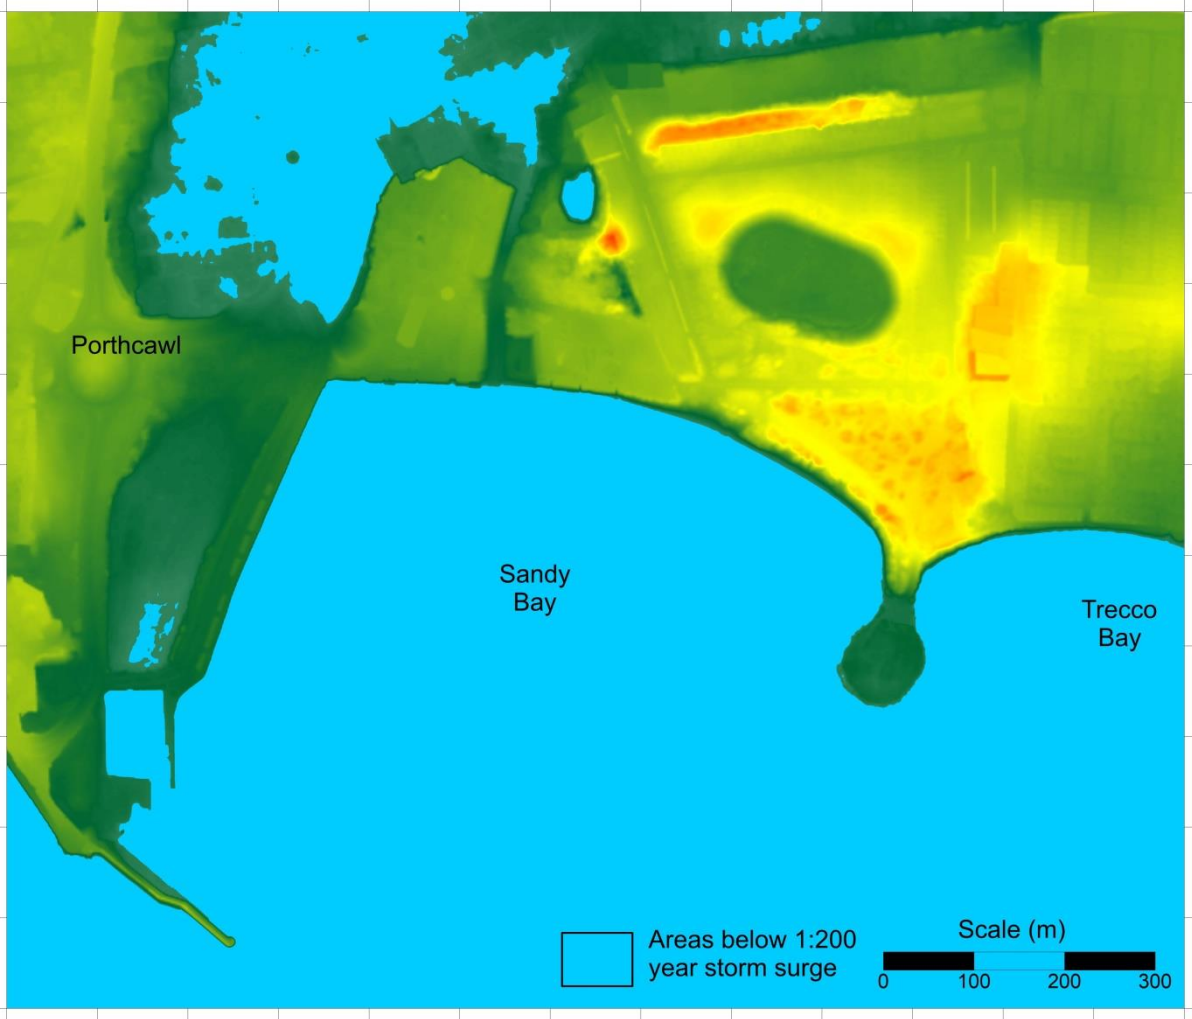 Porthcawl
Sandy
Bay
Trecco
Bay
Areas below 1:200
year storm surge
Scale (m)
0 100 200 300